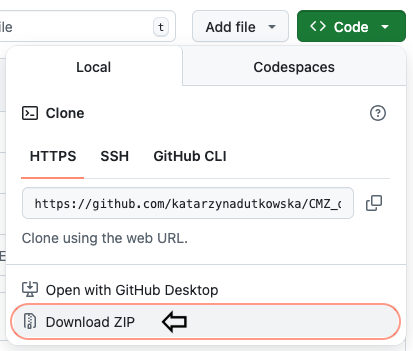 ile t Add file Code
Local Codespaces
Clone
HTTPS SSH GitHub CLI
https://github.com/katarzynadutkowska/CMZ_
Clone using the web URL.
Open with GitHub Desktop
Download ZIP